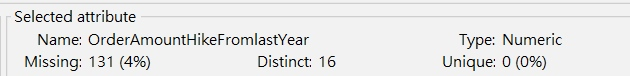 Selected attribute
Name: OrderAmountHikeFromlastYear Type: Numeric
Missing: 131 (4%) Distinct: 16 Unique: 0 (0%)